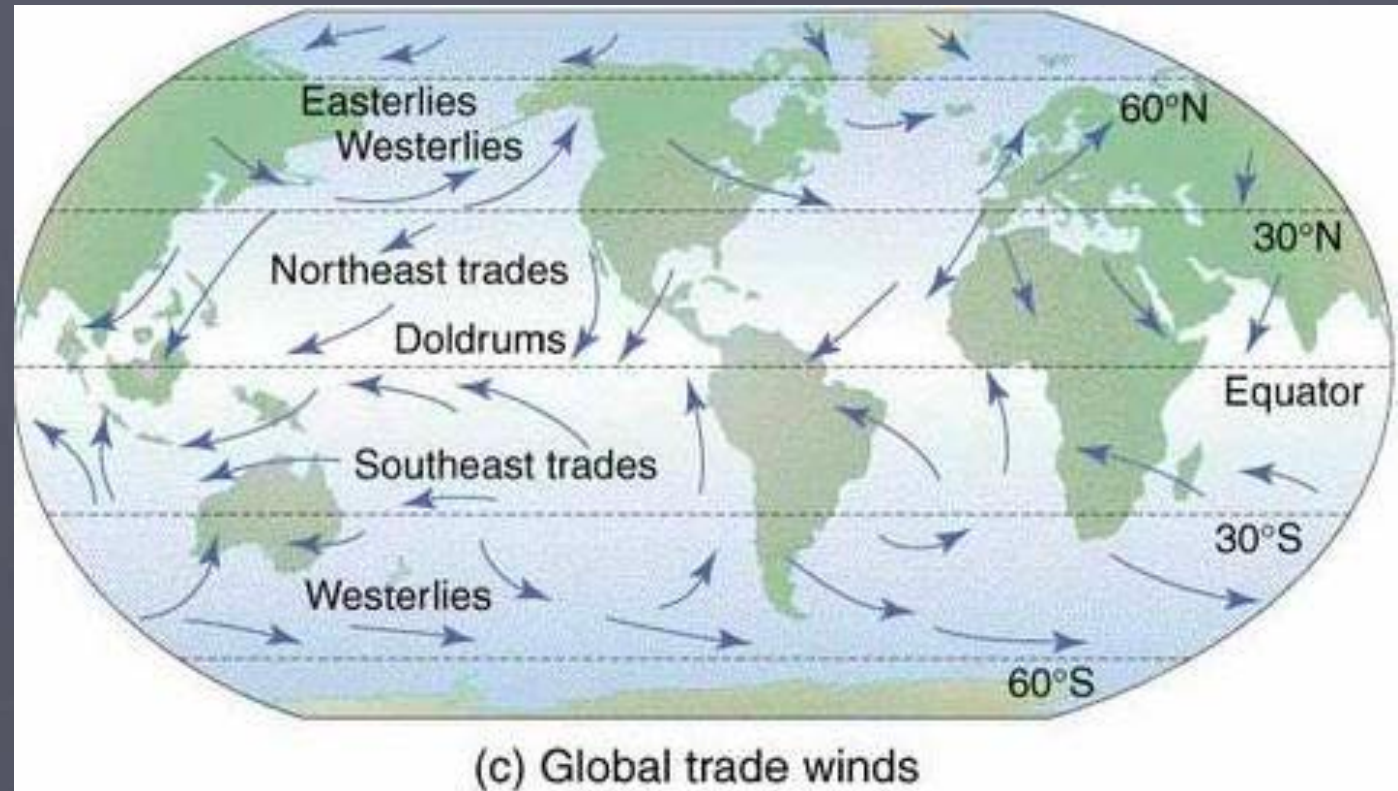 Easterlies
60°N
Westerlies
30°N
Northeast trades
Doldrums
Equator
Southeast trades
30°S
Westerlies
60°S
(c) Global trade winds